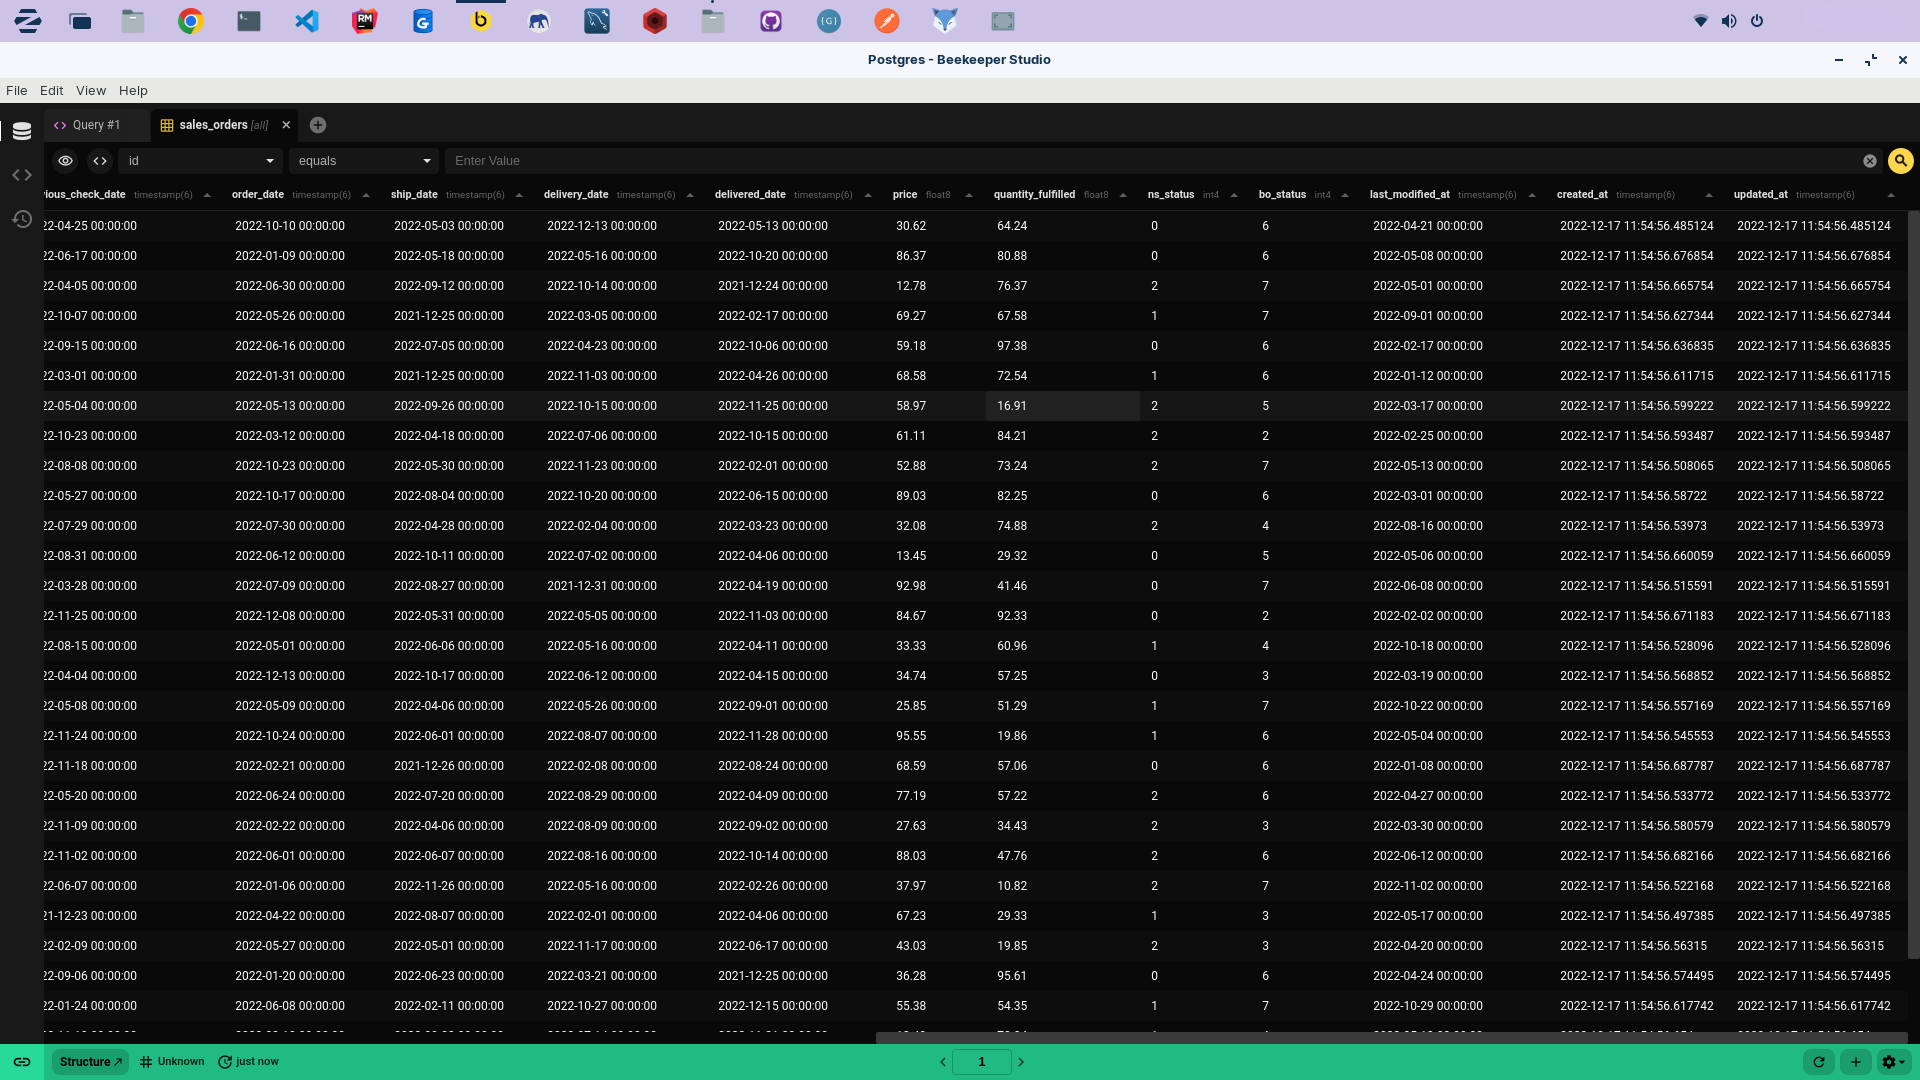 Postgres - Beekeeper Studio
File Edit View Help
Query #1 sales_orders [all]
id equals Enter Value
ious_check_date timestamp(6) order_date timestamp(6) ship_date timestamp(6) delivery_date timestamp(6) delivered_date timestamp(6) price float8 quantity_fulfilled float8 ns_status int4 bo_status int4 last_modified_at timestamp(6) created_at timestamp(6) updated_at timestamp(6)
22-04-25 00:00:00 2022-10-10 00:00:00 2022-05-03 00:00:00 2022-12-13 00:00:00 2022-05-13 00:00:00 30.62 64.24 0 6 2022-04-21 00:00:00 2022-12-17 11:54:56.485124 2022-12-17 11:54:56.485124
22-06-17 00:00:00 2022-01-09 00:00:00 2022-05-18 00:00:00 2022-05-16 00:00:00 2022-10-20 00:00:00 86.37 80.88 0 6 2022-05-08 00:00:00 2022-12-17 11:54:56.676854 2022-12-17 11:54:56.676854
22-04-05 00:00:00 2022-06-30 00:00:00 2022-09-12 00:00:00 2022-10-14 00:00:00 2021-12-24 00:00:00 12.78 76.37 2 7 2022-05-01 00:00:00 2022-12-17 11:54:56.665754 2022-12-17 11:54:56.665754
22-10-07 00:00:00 2022-05-26 00:00:00 2021-12-25 00:00:00 2022-03-05 00:00:00 2022-02-17 00:00:00 69.27 67.58 1 7 2022-09-01 00:00:00 2022-12-17 11:54:56.627344 2022-12-17 11:54:56.627344
22-09-15 00:00:00 2022-06-16 00:00:00 2022-07-05 00:00:00 2022-04-23 00:00:00 2022-10-06 00:00:00 59.18 97.38 0 6 2022-02-17 00:00:00 2022-12-17 11:54:56.636835 2022-12-17 11:54:56.636835
22-03-01 00:00:00 2022-01-31 00:00:00 2021-12-25 00:00:00 2022-11-03 00:00:00 2022-04-26 00:00:00 68.58 72.54 1 6 2022-01-12 00:00:00 2022-12-17 11:54:56.611715 2022-12-17 11:54:56.611715
22-05-04 00:00:00 2022-05-13 00:00:00 2022-09-26 00:00:00 2022-10-15 00:00:00 2022-11-25 00:00:00 58.97 16.91 2 5 2022-03-17 00:00:00 2022-12-17 11:54:56.599222 2022-12-17 11:54:56.599222
22-10-23 00:00:00 2022-03-12 00:00:00 2022-04-18 00:00:00 2022-07-06 00:00:00 2022-10-15 00:00:00 61.11 84.21 2 2 2022-02-25 00:00:00 2022-12-17 11:54:56.593487 2022-12-17 11:54:56.593487
22-08-08 00:00:00 2022-10-23 00:00:00 2022-05-30 00:00:00 2022-11-23 00:00:00 2022-02-01 00:00:00 52.88 73.24 2 7 2022-05-13 00:00:00 2022-12-17 11:54:56.508065 2022-12-17 11:54:56.508065
22-05-27 00:00:00 2022-10-17 00:00:00 2022-08-04 00:00:00 2022-10-20 00:00:00 2022-06-15 00:00:00 89.03 82.25 0 6 2022-03-01 00:00:00 2022-12-17 11:54:56.58722 2022-12-17 11:54:56.58722
22-07-29 00:00:00 2022-07-30 00:00:00 2022-04-28 00:00:00 2022-02-04 00:00:00 2022-03-23 00:00:00 32.08 74.88 2 4 2022-08-16 00:00:00 2022-12-17 11:54:56.53973 2022-12-17 11:54:56.53973
22-08-31 00:00:00 2022-06-12 00:00:00 2022-10-11 00:00:00 2022-07-02 00:00:00 2022-04-06 00:00:00 13.45 29.32 0 5 2022-05-06 00:00:00 2022-12-17 11:54:56.660059 2022-12-17 11:54:56.660059
22-03-28 00:00:00 2022-07-09 00:00:00 2022-08-27 00:00:00 2021-12-31 00:00:00 2022-04-19 00:00:00 92.98 41.46 0 7 2022-06-08 00:00:00 2022-12-17 11:54:56.515591 2022-12-17 11:54:56.515591
22-11-25 00:00:00 2022-12-08 00:00:00 2022-05-31 00:00:00 2022-05-05 00:00:00 2022-11-03 00:00:00 84.67 92.33 0 2 2022-02-02 00:00:00 2022-12-17 11:54:56.671183 2022-12-17 11:54:56.671183
22-08-15 00:00:00 2022-05-01 00:00:00 2022-06-06 00:00:00 2022-05-16 00:00:00 2022-04-11 00:00:00 33.33 60.96 1 4 2022-10-18 00:00:00 2022-12-17 11:54:56.528096 2022-12-17 11:54:56.528096
22-04-04 00:00:00 2022-12-13 00:00:00 2022-10-17 00:00:00 2022-06-12 00:00:00 2022-04-15 00:00:00 34.74 57.25 0 3 2022-03-19 00:00:00 2022-12-17 11:54:56.568852 2022-12-17 11:54:56.568852
22-05-08 00:00:00 2022-05-09 00:00:00 2022-04-06 00:00:00 2022-05-26 00:00:00 2022-09-01 00:00:00 25.85 51.29 1 7 2022-10-22 00:00:00 2022-12-17 11:54:56.557169 2022-12-17 11:54:56.557169
22-11-24 00:00:00 2022-10-24 00:00:00 2022-06-01 00:00:00 2022-08-07 00:00:00 2022-11-28 00:00:00 95.55 19.86 1 6 2022-05-04 00:00:00 2022-12-17 11:54:56.545553 2022-12-17 11:54:56.545553
22-11-18 00:00:00 2022-02-21 00:00:00 2021-12-26 00:00:00 2022-02-08 00:00:00 2022-08-24 00:00:00 68.59 57.06 0 6 2022-01-08 00:00:00 2022-12-17 11:54:56.687787 2022-12-17 11:54:56.687787
22-05-20 00:00:00 2022-06-24 00:00:00 2022-07-20 00:00:00 2022-08-29 00:00:00 2022-04-09 00:00:00 77.19 57.22 2 6 2022-04-27 00:00:00 2022-12-17 11:54:56.533772 2022-12-17 11:54:56.533772
22-11-09 00:00:00 2022-02-22 00:00:00 2022-04-06 00:00:00 2022-08-09 00:00:00 2022-09-02 00:00:00 27.63 34.43 2 3 2022-03-30 00:00:00 2022-12-17 11:54:56.580579 2022-12-17 11:54:56.580579
22-11-02 00:00:00 2022-06-01 00:00:00 2022-06-07 00:00:00 2022-08-16 00:00:00 2022-10-14 00:00:00 88.03 47.76 2 6 2022-06-12 00:00:00 2022-12-17 11:54:56.682166 2022-12-17 11:54:56.682166
22-06-07 00:00:00 2022-01-06 00:00:00 2022-11-26 00:00:00 2022-05-16 00:00:00 2022-02-26 00:00:00 37.97 10.82 2 7 2022-11-02 00:00:00 2022-12-17 11:54:56.522168 2022-12-17 11:54:56.522168
21-12-23 00:00:00 2022-04-22 00:00:00 2022-08-07 00:00:00 2022-02-01 00:00:00 2022-04-06 00:00:00 67.23 29.33 1 3 2022-05-17 00:00:00 2022-12-17 11:54:56.497385 2022-12-17 11:54:56.497385
22-02-09 00:00:00 2022-05-27 00:00:00 2022-05-01 00:00:00 2022-11-17 00:00:00 2022-06-17 00:00:00 43.03 19.85 2 3 2022-04-20 00:00:00 2022-12-17 11:54:56.56315 2022-12-17 11:54:56.56315
22-09-06 00:00:00 2022-01-20 00:00:00 2022-06-23 00:00:00 2022-03-21 00:00:00 2021-12-25 00:00:00 36.28 95.61 0 6 2022-04-24 00:00:00 2022-12-17 11:54:56.574495 2022-12-17 11:54:56.574495
22-01-24 00:00:00 2022-06-08 00:00:00 2022-02-11 00:00:00 2022-10-27 00:00:00 2022-12-15 00:00:00 55.38 54.35 1 7 2022-10-29 00:00:00 2022-12-17 11:54:56.617742 2022-12-17 11:54:56.617742
Structure Unknown just now 1